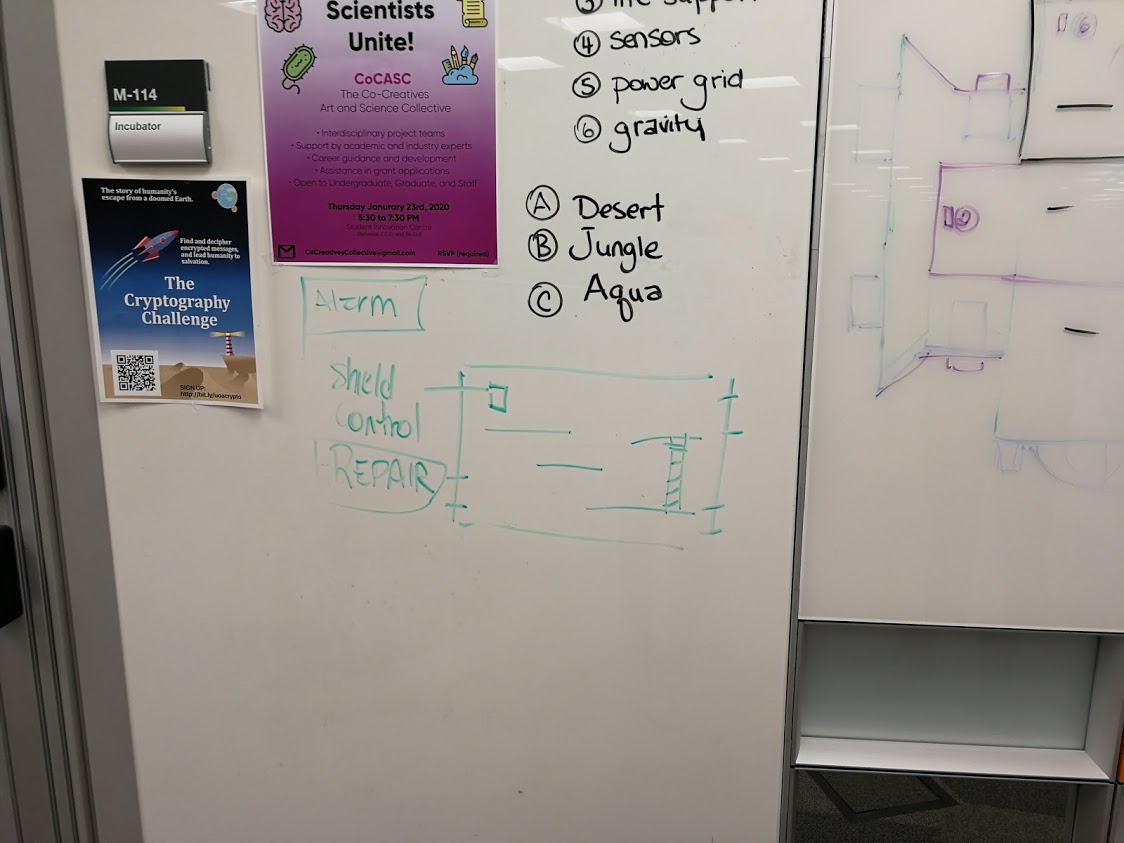 Scientists
Unite!
CoCASC
The Co-Creatives
Art and Science Collective
• Interdisciplinary project teams
• Support by academic and industry experts
• Career guidance and development
• Assistance in grant applications
• Open to Undergraduate, Graduate, and Staff
Thursday Janurary 23rd, 2020
5:30 to 7:30 PM
Student Innovation Centre
CoCreativesCollective@gmail.com RSVP (required)
M-114
Incubator
The story of humanity's
escape from a doomed Earth.
Find and decipher
encrypted messages,
and lead humanity to
salvation.
The
Cryptography
Challenge
SIGN UP:
http://bit.ly/uoacrypto
③ life support
④ sensors
⑤ power grid
⑥ gravity
Ⓐ Desert
Ⓑ Jungle
Ⓒ Aqua
Alarm
Shield
Control
REPAIR
6